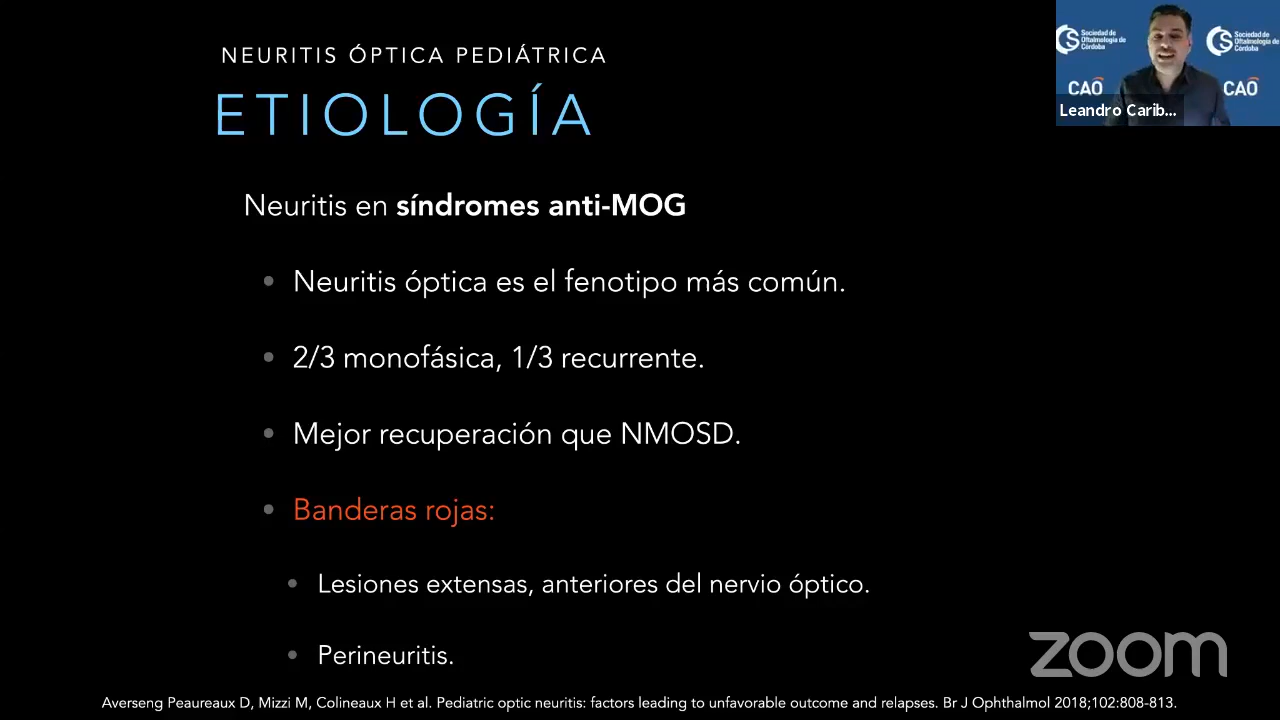 NEURITIS ÓPTICA PEDIÁTRICA
ETIOLOGÍA
Sociedad de
Oftalmología de
Córdoba
Sociedad de
Oftalmología de
Córdoba
CAO
CAO
Leandro Carib...
Neuritis en síndromes anti-MOG
• Neuritis óptica es el fenotipo más común.
• 2/3 monofásica, 1/3 recurrente.
• Mejor recuperación que NMOSD.
• Banderas rojas:
• Lesiones extensas, anteriores del nervio óptico.
• Perineuritis.
zoom
Averseng Peaureaux D, Mizzi M, Colineaux H et al. Pediatric optic neuritis: factors leading to unfavorable outcome and relapses. Br J Ophthalmol 2018;102:808-813.